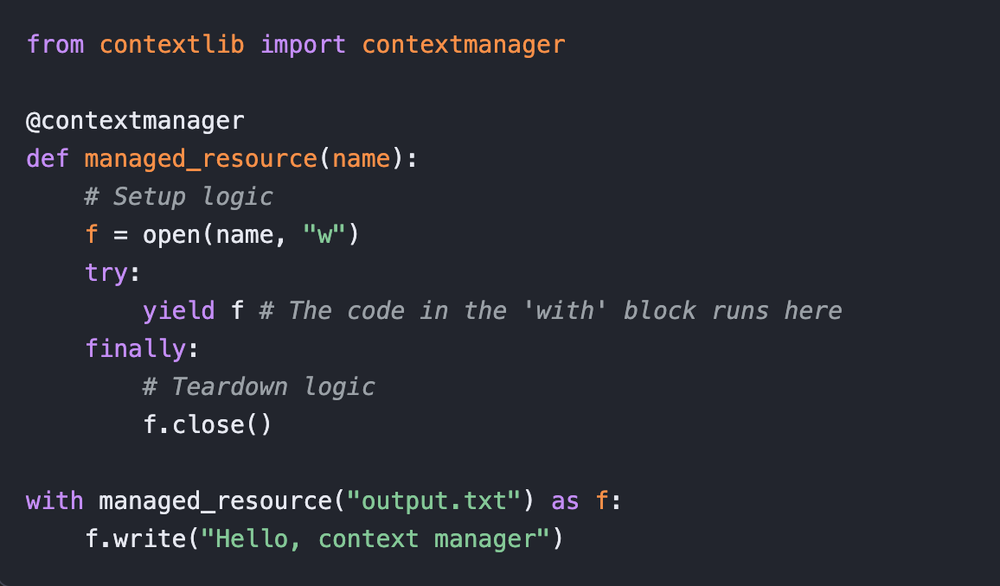 from contextlib import contextmanager

@contextmanager
def managed_resource(name):
    # Setup logic
    f = open(name, "w")
    try:
        yield f # The code in the 'with' block runs here
    finally:
        # Teardown logic
        f.close()

with managed_resource("output.txt") as f:
    f.write("Hello, context manager")